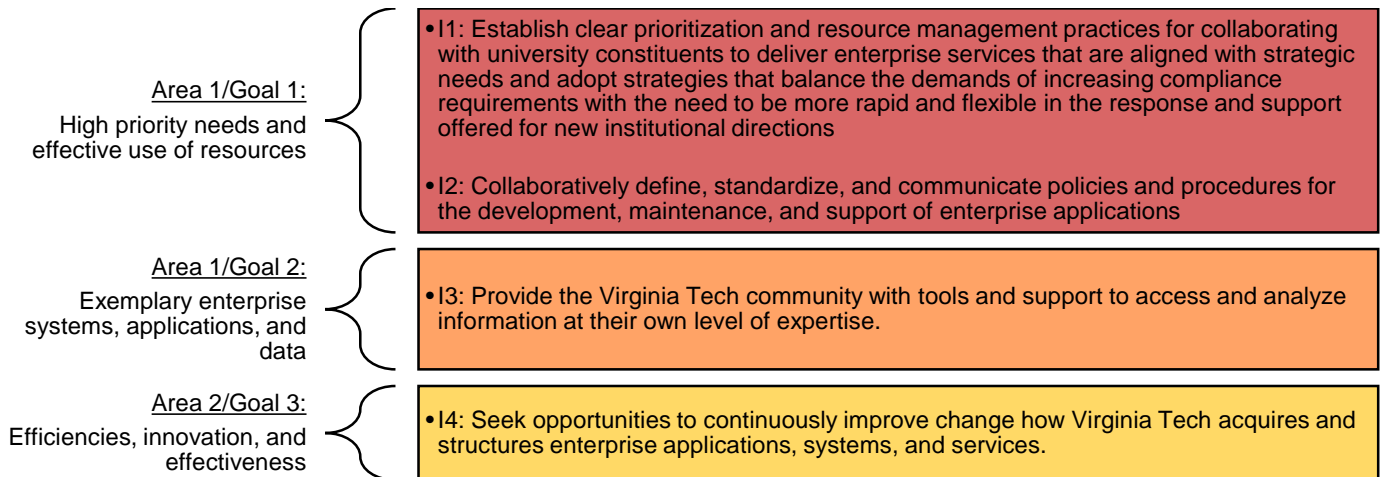 Area 1/Goal 1:
High priority needs and
effective use of resources
•I1: Establish clear prioritization and resource management practices for collaborating
with university constituents to deliver enterprise services that are aligned with strategic
needs and adopt strategies that balance the demands of increasing compliance
requirements with the need to be more rapid and flexible in the response and support
offered for new institutional directions
•I2: Collaboratively define, standardize, and communicate policies and procedures for
the development, maintenance, and support of enterprise applications
Area 1/Goal 2:
Exemplary enterprise
systems, applications, and
data
•I3: Provide the Virginia Tech community with tools and support to access and analyze
information at their own level of expertise.
Area 2/Goal 3:
Efficiencies, innovation, and
effectiveness
•I4: Seek opportunities to continuously improve change how Virginia Tech acquires and
structures enterprise applications, systems, and services.